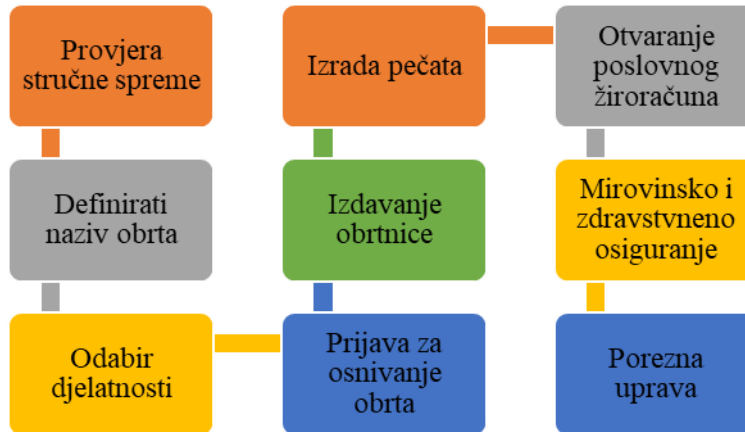 Provjera
stručne spreme
Definirati
naziv obrta
Odabir
djelatnosti
Prijava za
osnivanje
obrta
Izdavanje
obrtnice
Izrada pečata
Otvaranje
poslovnog
žiroračuna
Mirovinsko i
zdravstvneno
osiguranje
Porezna
uprava